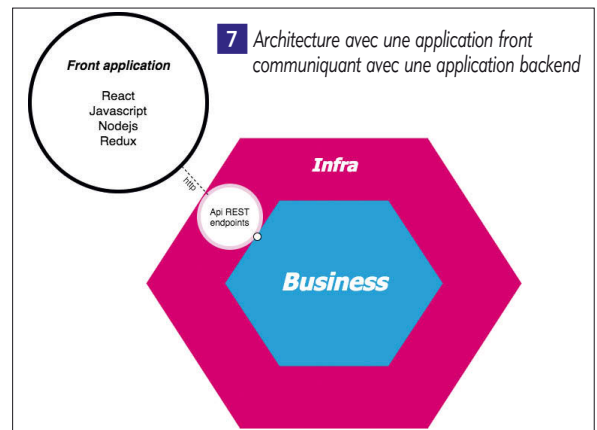 7 Architecture avec une application front
communiquant avec une application backend
Front application
React
Javascript
Nodejs
Redux
http
Api REST
endpoints
Infra
Business